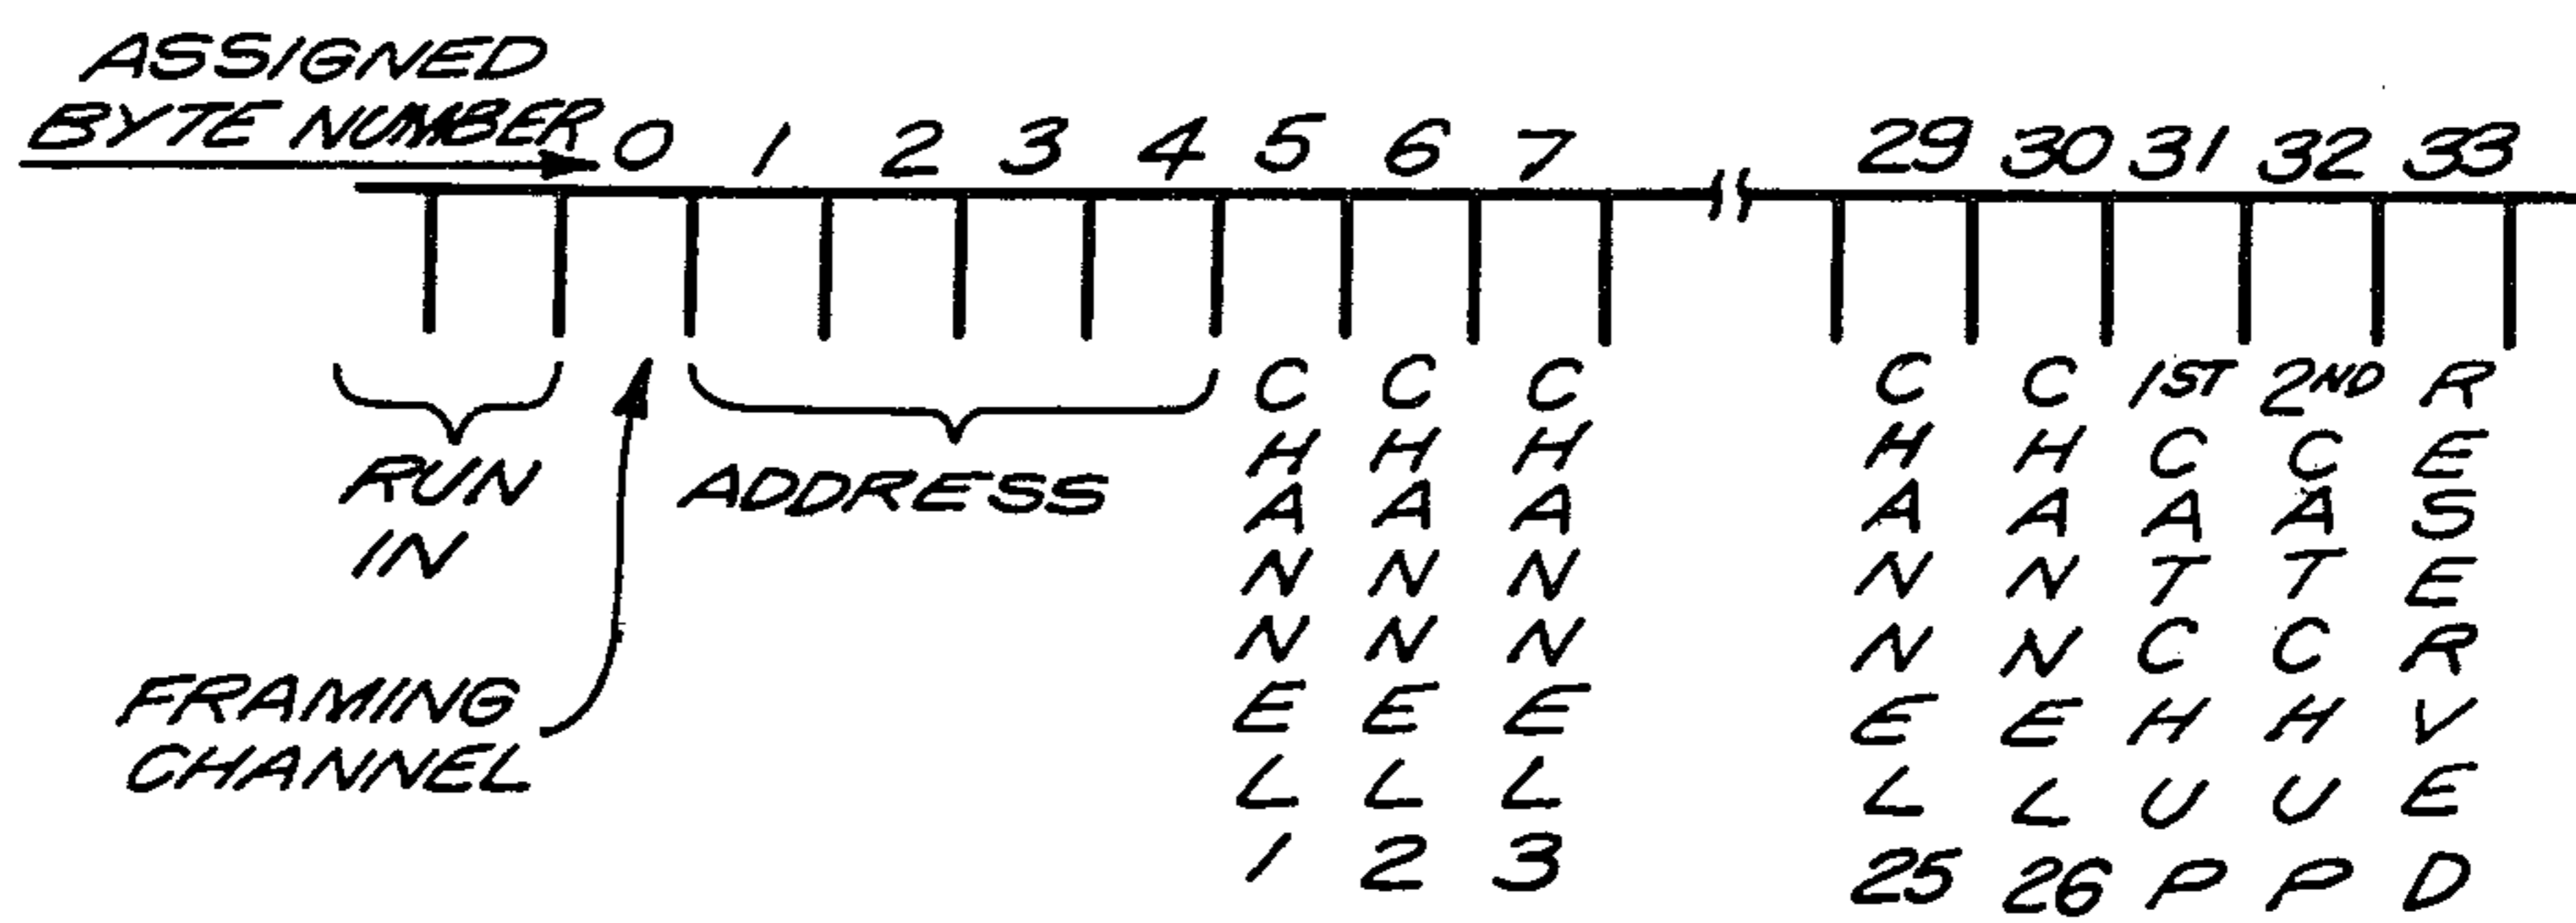 ASSIGNED
BYTE NUMBER
0 1 2 3 4 5 6 7 29 30 31 32 33
RUN
IN
FRAMING
CHANNEL
ADDRESS
CHANNEL 1
CHANNEL 2
CHANNEL 3
CHANNEL 25
CHANNEL 26
1ST CATCHUP
2ND CATCHUP
RESERVED